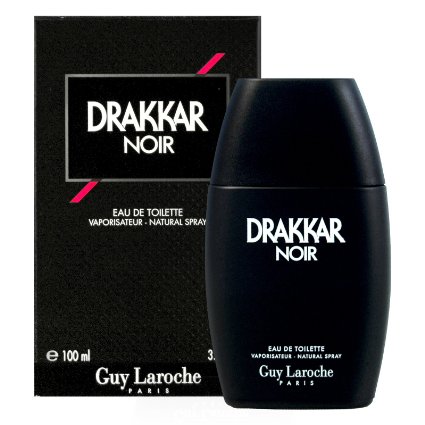 DRAKKAR
NOIR
EAU DE TOILETTE
VAPORISATEUR - NATURAL SPRAY
e 100 ml
3.
Guy Laroche
PARIS
DRAKKAR
NOIR
EAU DE TOILETTE
VAPORISATEUR - NATURAL SPRAY
Guy Laroche
PARIS